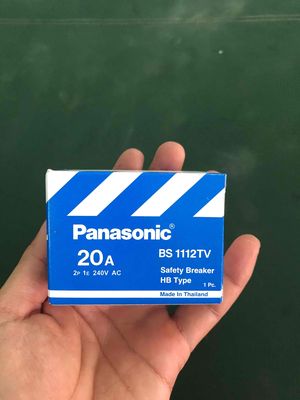 Panasonic®
20A BS 1112TV
2P 1E 240V AC Safety Breaker
HB Type
1 Pc.
Made In Thailand